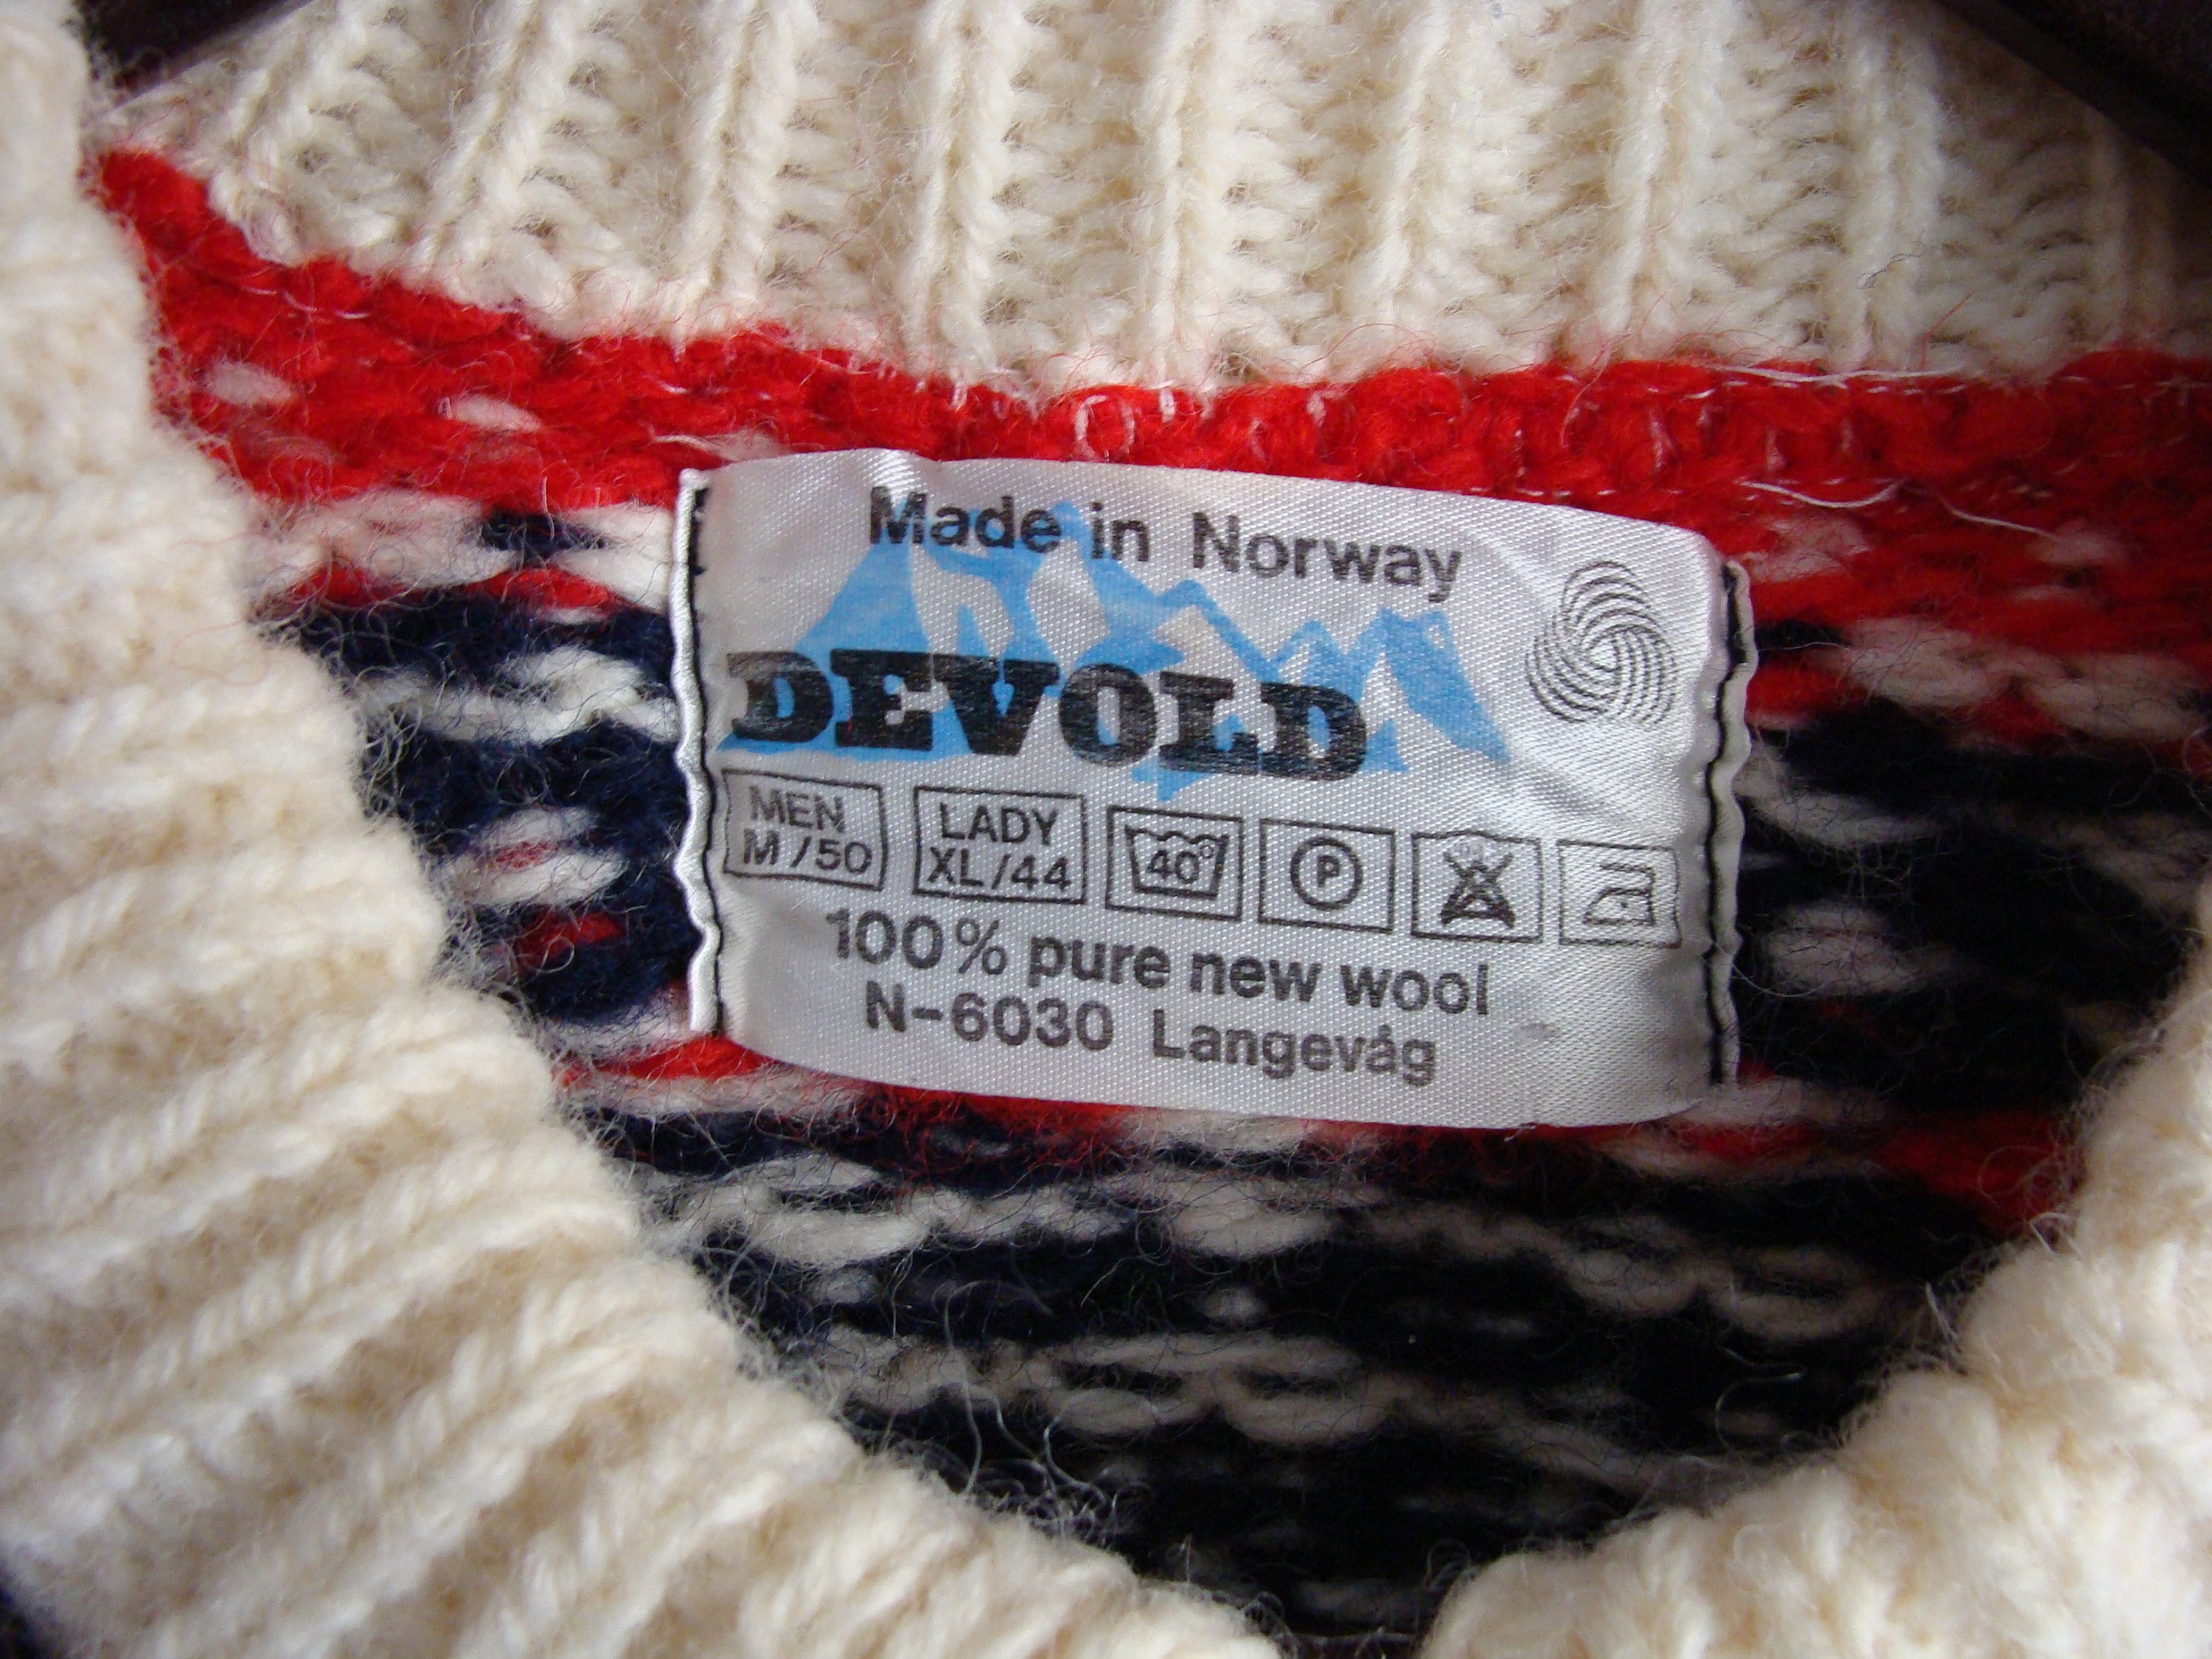 Made in Norway
DEVOLD
MEN LADY
M/50 XL/44 40° P
100% pure new wool
N-6030 Langevåg